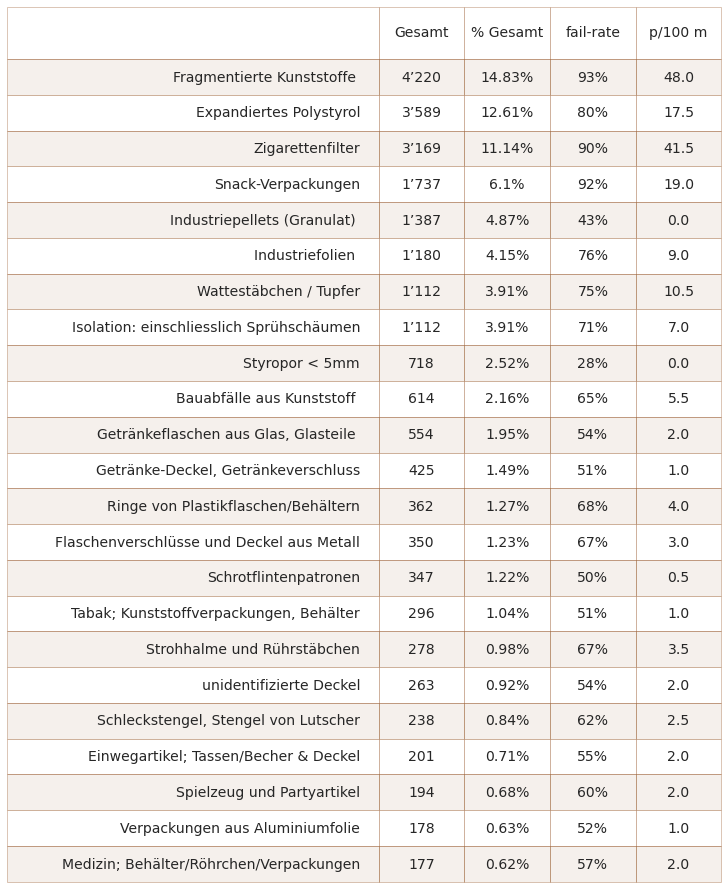 Gesamt % Gesamt fail-rate p/100 m
Fragmentierte Kunststoffe 4’220 14.83% 93% 48.0
Expandiertes Polystyrol 3’589 12.61% 80% 17.5
Zigarettenfilter 3’169 11.14% 90% 41.5
Snack-Verpackungen 1’737 6.1% 92% 19.0
Industriepellets (Granulat) 1’387 4.87% 43% 0.0
Industriefolien 1’180 4.15% 76% 9.0
Wattestäbchen / Tupfer 1’112 3.91% 75% 10.5
Isolation: einschliesslich Sprühschäumen 1’112 3.91% 71% 7.0
Styropor < 5mm 718 2.52% 28% 0.0
Bauabfälle aus Kunststoff 614 2.16% 65% 5.5
Getränkeflaschen aus Glas, Glasteile 554 1.95% 54% 2.0
Getränke-Deckel, Getränkeverschluss 425 1.49% 51% 1.0
Ringe von Plastikflaschen/Behältern 362 1.27% 68% 4.0
Flaschenverschlüsse und Deckel aus Metall 350 1.23% 67% 3.0
Schrotflintenpatronen 347 1.22% 50% 0.5
Tabak; Kunststoffverpackungen, Behälter 296 1.04% 51% 1.0
Strohhalme und Rührstäbchen 278 0.98% 67% 3.5
unidentifizierte Deckel 263 0.92% 54% 2.0
Schleckstengel, Stengel von Lutscher 238 0.84% 62% 2.5
Einwegartikel; Tassen/Becher & Deckel 201 0.71% 55% 2.0
Spielzeug und Partyartikel 194 0.68% 60% 2.0
Verpackungen aus Aluminiumfolie 178 0.63% 52% 1.0
Medizin; Behälter/Röhrchen/Verpackungen 177 0.62% 57% 2.0